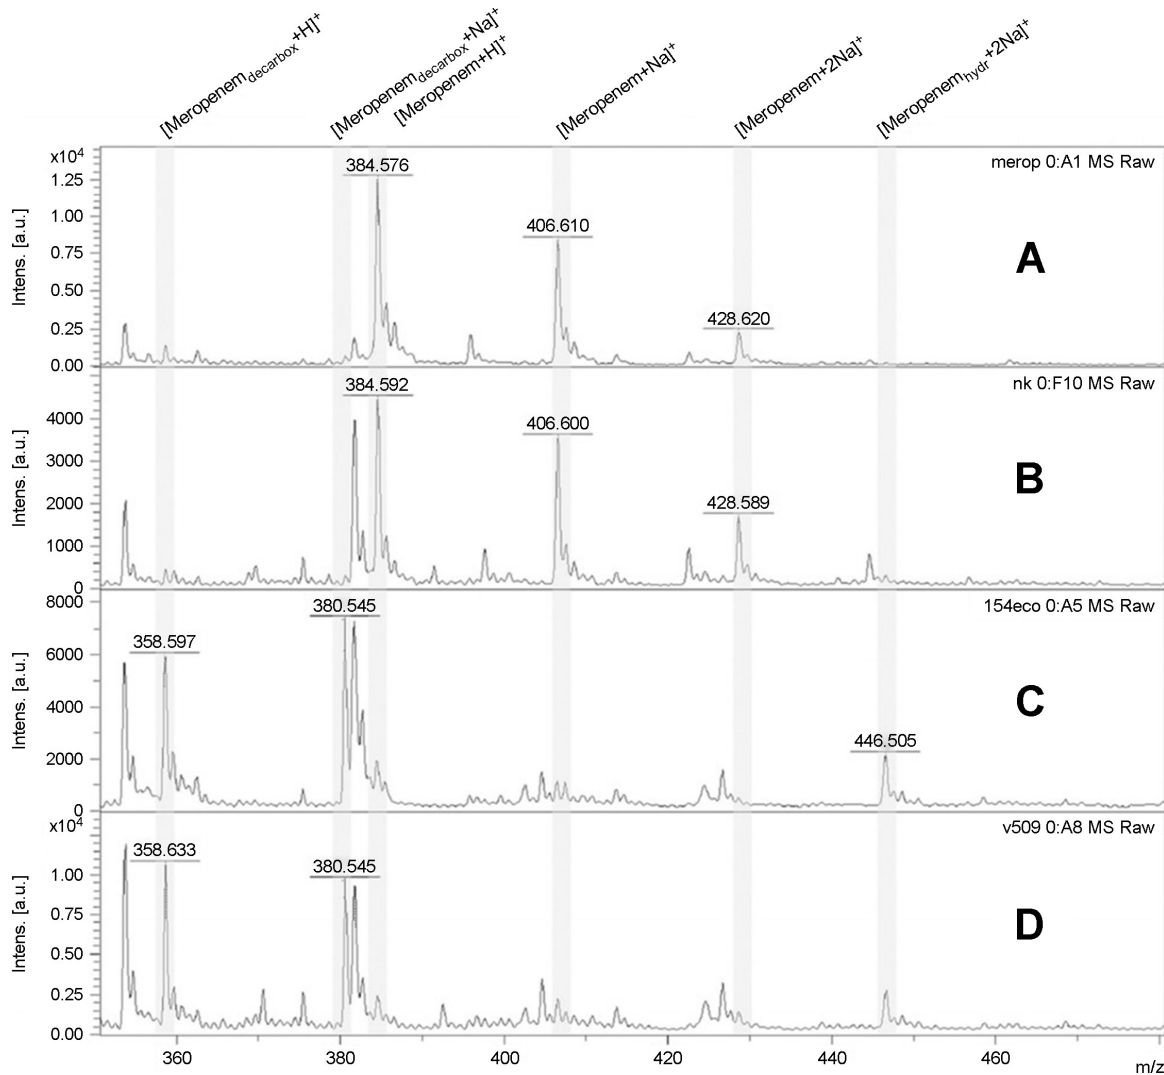 [Meropenemdecarbox+H]+
[Meropenemdecarbox+Na]+
[Meropenem+H]+
[Meropenem+Na]+
[Meropenem+2Na]+
[Meropenemhydr+2Na]+
x10⁴
1.25
1.00
0.75
0.50
0.25
0.00
Intens. [a.u.]
384.576
406.610
428.620
merop 0:A1 MS Raw
A
4000
3000
2000
1000
0
Intens. [a.u.]
384.592
406.600
428.589
nk 0:F10 MS Raw
B
8000
6000
4000
2000
0
Intens. [a.u.]
358.597
380.545
446.505
154eco 0:A5 MS Raw
C
x10⁴
1.00
0.75
0.50
0.25
0.00
Intens. [a.u.]
358.633
380.545
v509 0:A8 MS Raw
D
360
380
400
420
440
460
m/z